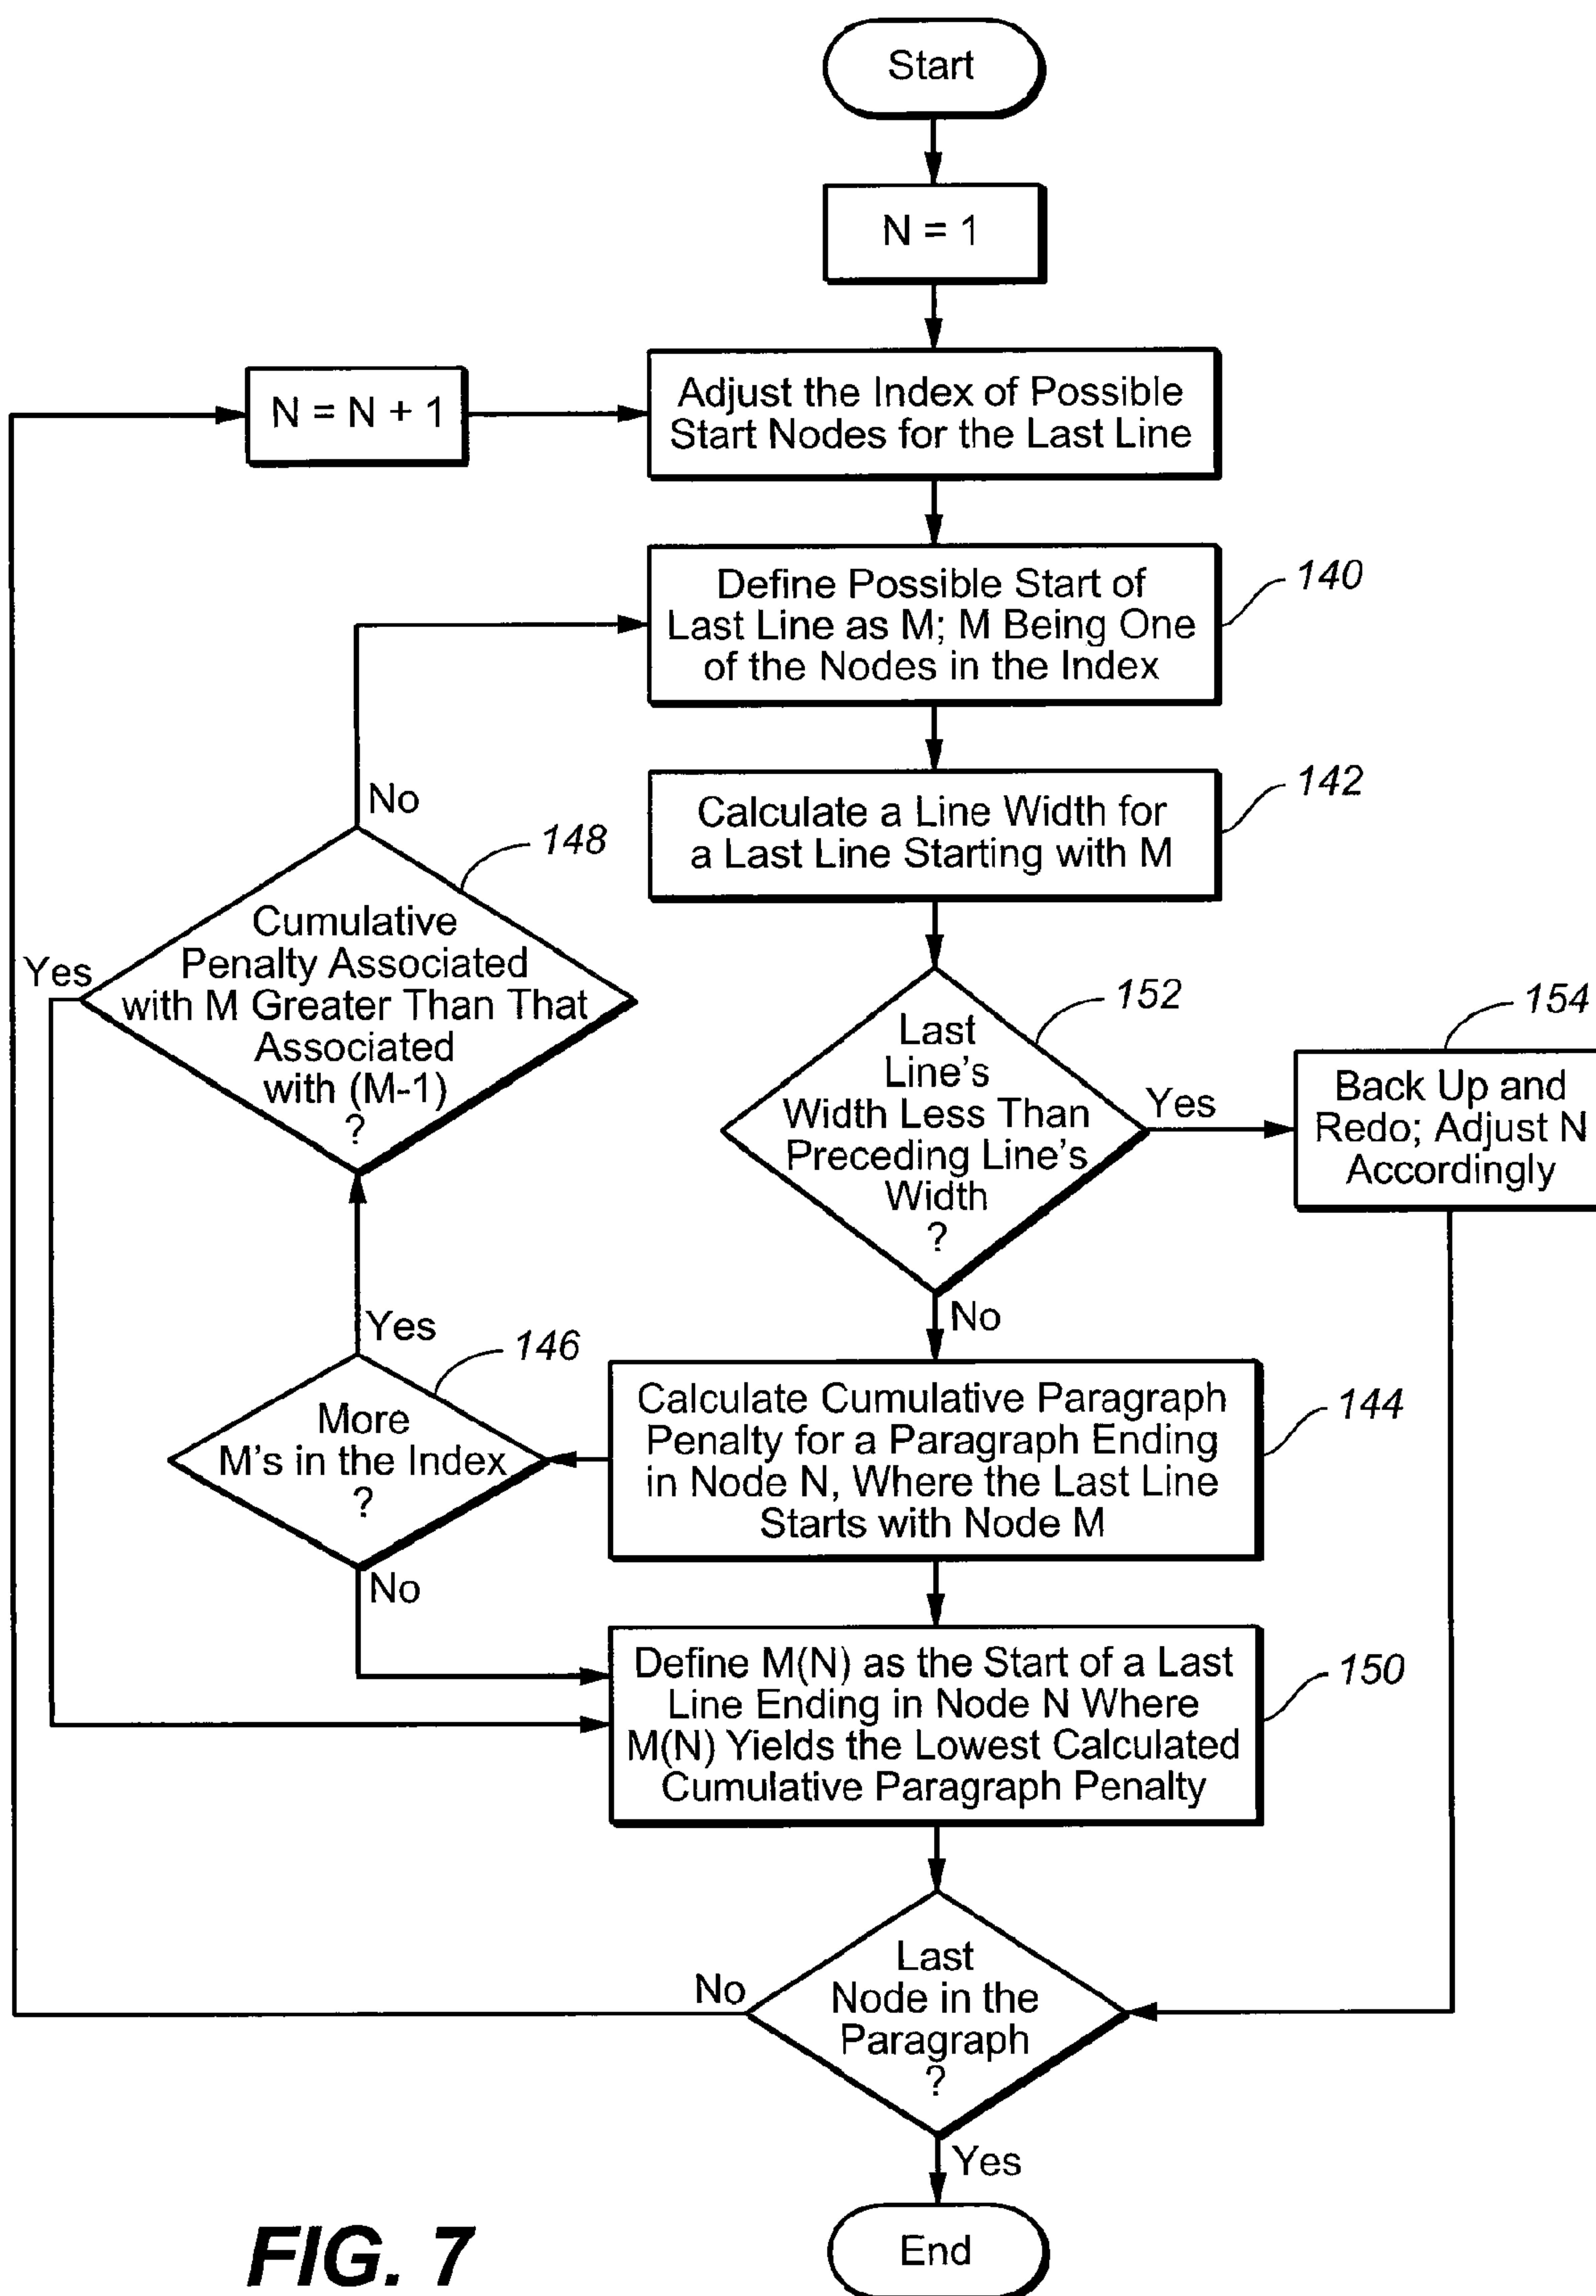 Start
N = 1
N = N + 1
Adjust the Index of Possible
Start Nodes for the Last Line
Define Possible Start of
Last Line as M; M Being One
of the Nodes in the Index
140
Calculate a Line Width for
a Last Line Starting with M
142
No
148
Cumulative
Penalty Associated
with M Greater Than That
Associated
with (M-1)
?
Yes
152
Last
Line's
Width Less Than
Preceding Line's
Width
?
Yes
154
Back Up and
Redo; Adjust N
Accordingly
No
Yes
146
More
M's in the Index
?
No
Calculate Cumulative Paragraph
Penalty for a Paragraph Ending
in Node N, Where the Last Line
Starts with Node M
144
Define M(N) as the Start of a Last
Line Ending in Node N Where
M(N) Yields the Lowest Calculated
Cumulative Paragraph Penalty
150
No
Last
Node in the
Paragraph
?
Yes
End
FIG. 7